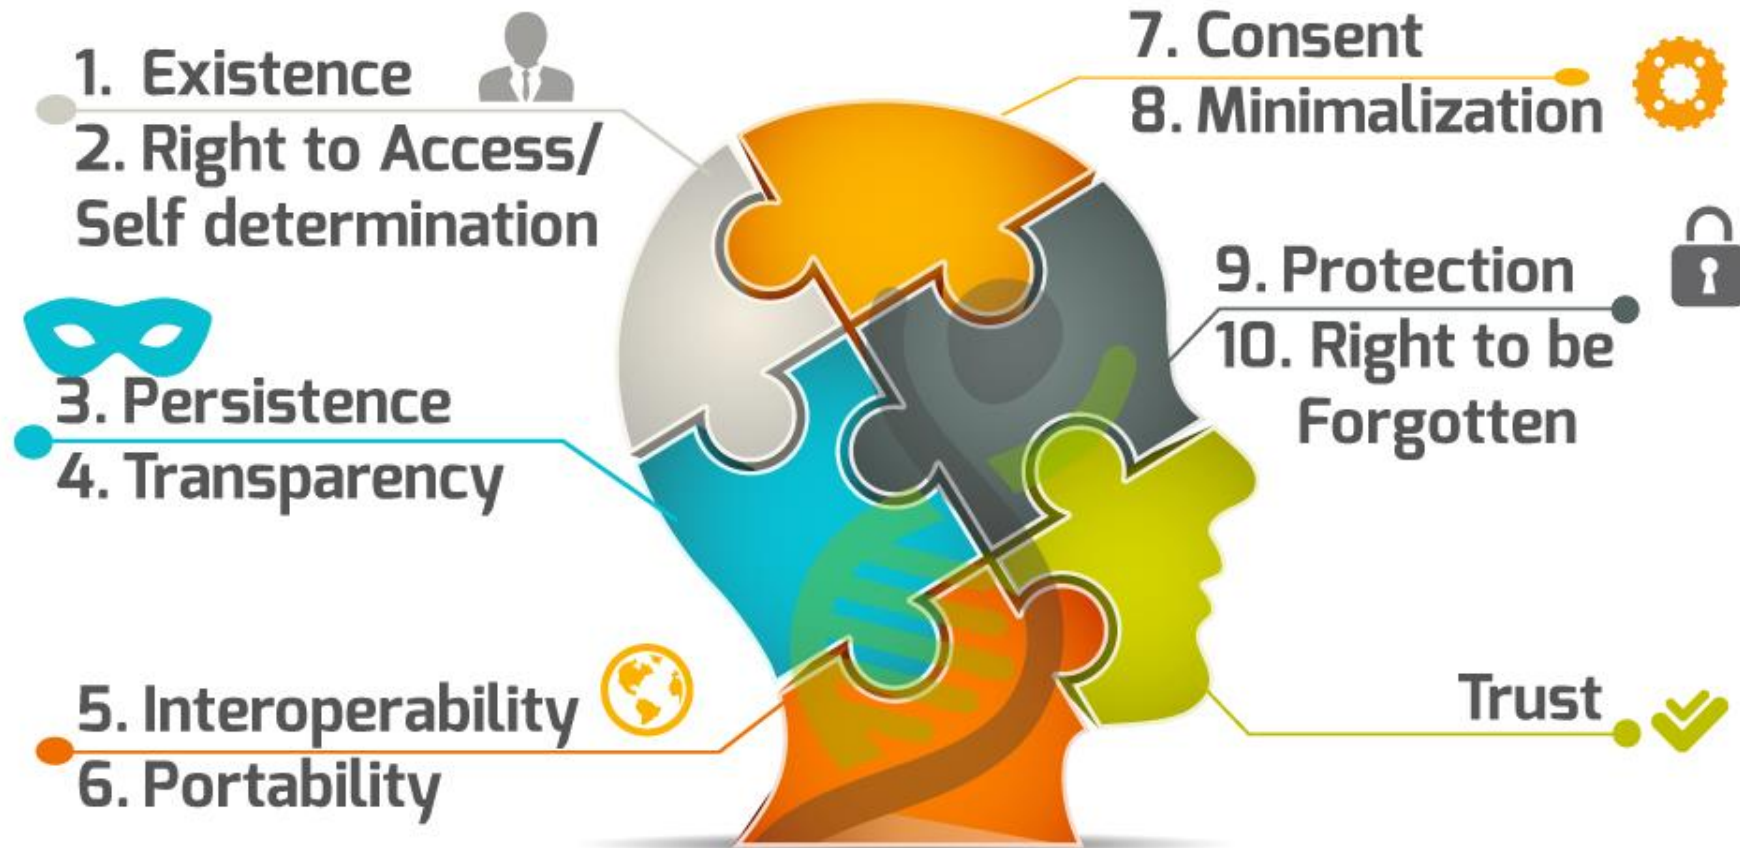 1. Existence
2. Right to Access/
Self determination
3. Persistence
4. Transparency
5. Interoperability
6. Portability
7. Consent
8. Minimalization
9. Protection
10. Right to be
Forgotten
Trust